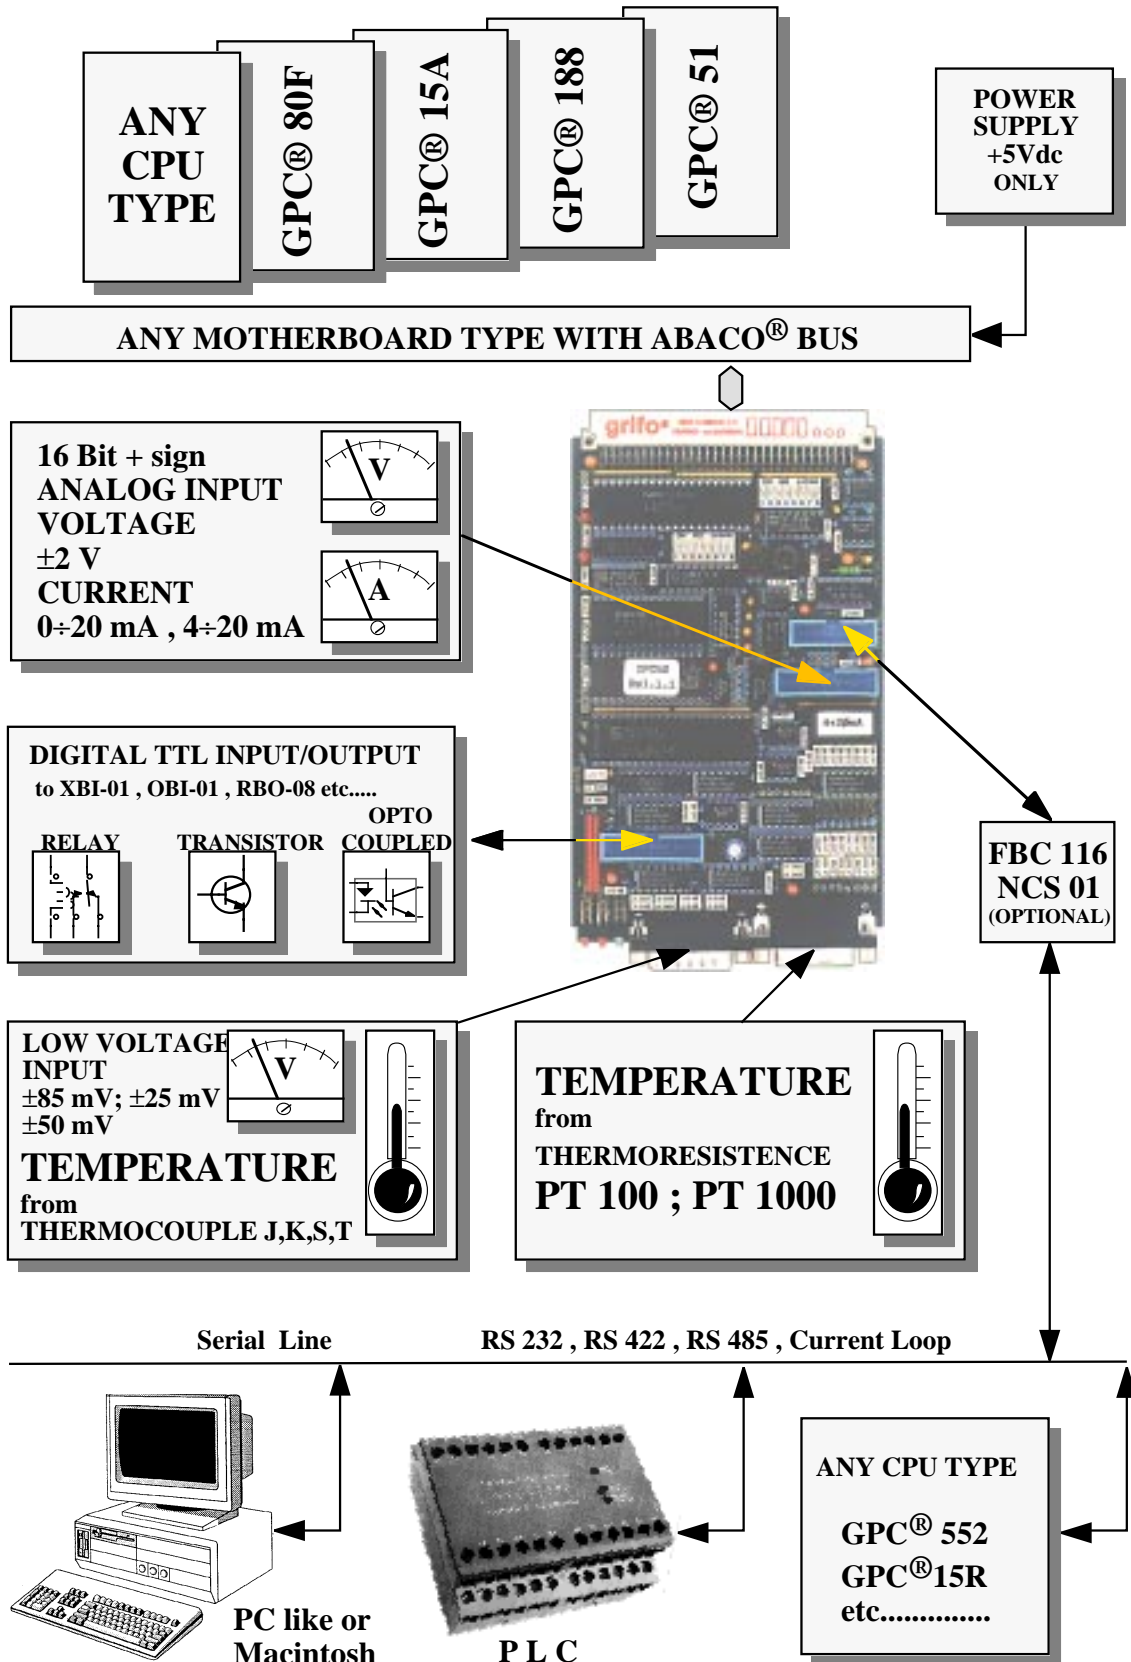 ANY
CPU
TYPE
GPC® 80F
GPC® 15A
GPC® 188
GPC® 51
POWER
SUPPLY
+5Vdc
ONLY
ANY MOTHERBOARD TYPE WITH ABACO® BUS
grifo®
16 Bit + sign
ANALOG INPUT
VOLTAGE
±2 V
CURRENT
0÷20 mA , 4÷20 mA
V
A
DIGITAL TTL INPUT/OUTPUT
to XBI-01 , OBI-01 , RBO-08 etc.....
RELAY
TRANSISTOR
OPTO
COUPLED
FBC 116
NCS 01
(OPTIONAL)
LOW VOLTAGE
INPUT
±85 mV; ±25 mV
±50 mV
V
TEMPERATURE
from
THERMOCOUPLE J,K,S,T
TEMPERATURE
from
THERMORESISTENCE
PT 100 ; PT 1000
Serial Line
RS 232 , RS 422 , RS 485 , Current Loop
PC like or
Macintosh
P L C
ANY CPU TYPE
GPC® 552
GPC®15R
etc..............